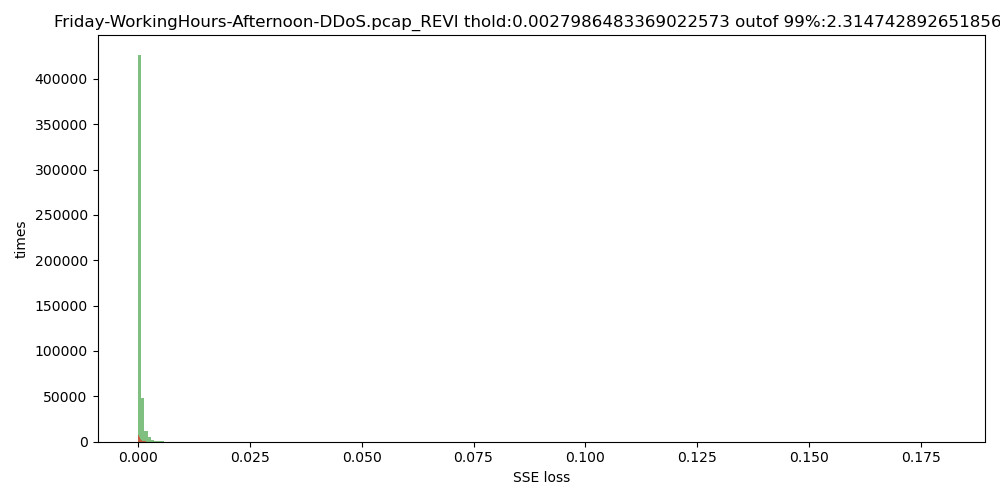 Friday-WorkingHours-Afternoon-DDoS.pcap_REVI thold:0.0027986483369022573 outof 99%:2.314742892651856
400000
350000
300000
250000
200000
150000
100000
50000
0
times
0.000 0.025 0.050 0.075 0.100 0.125 0.150 0.175
SSE loss